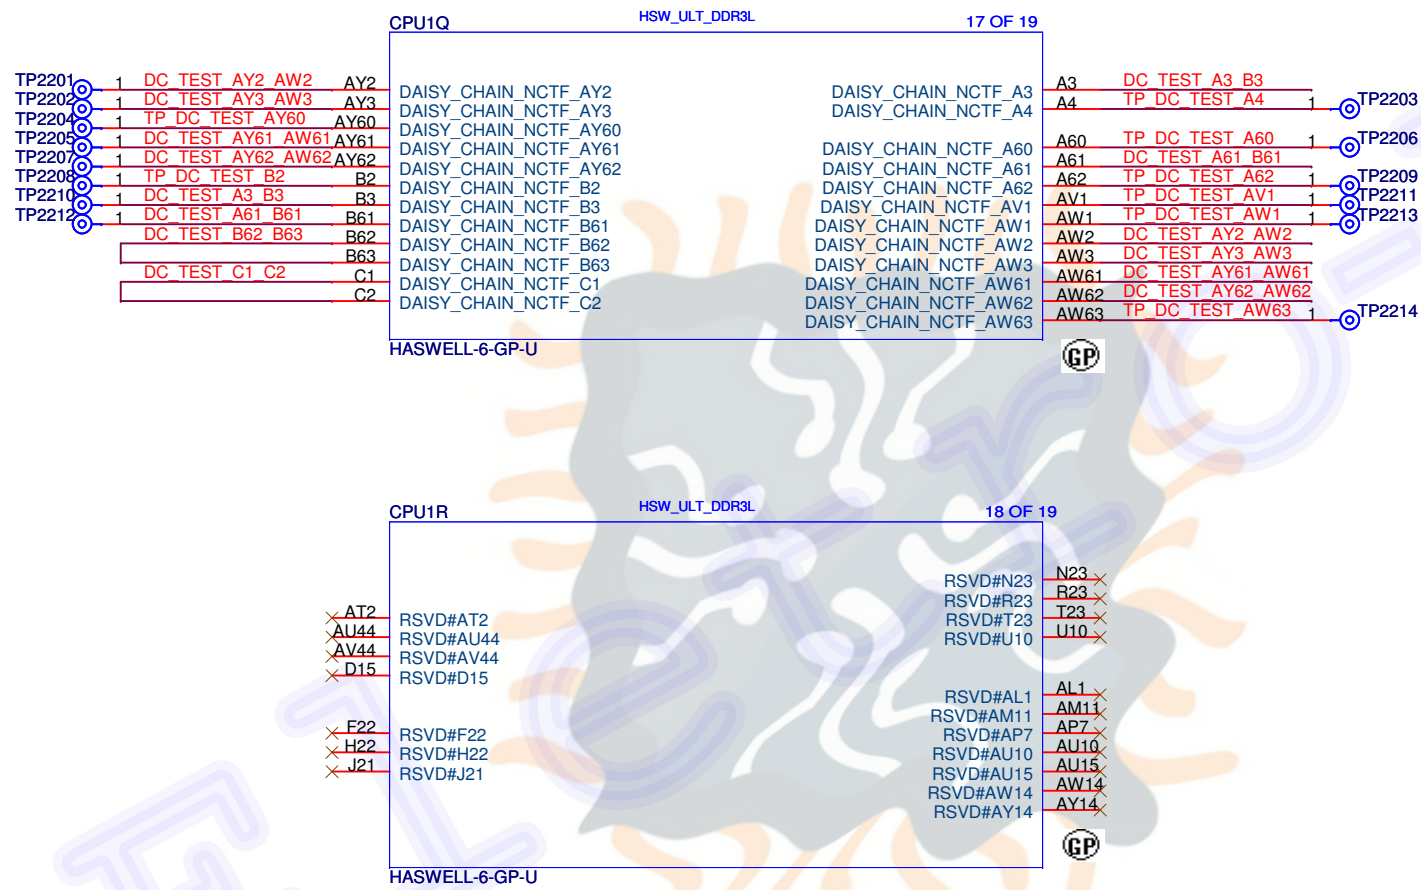 CPU1Q HSW_ULT_DDR3L 17 OF 19
TP2201 1 DC_TEST_AY2_AW2 AY2 DAISY_CHAIN_NCTF_AY2
TP2202 1 DC_TEST_AY3_AW3 AY3 DAISY_CHAIN_NCTF_AY3
TP2204 1 TP_DC_TEST_AY60 AY60 DAISY_CHAIN_NCTF_AY60
TP2205 1 DC_TEST_AY61_AW61 AY61 DAISY_CHAIN_NCTF_AY61
TP2207 1 DC_TEST_AY62_AW62 AY62 DAISY_CHAIN_NCTF_AY62
TP2208 1 TP_DC_TEST_B2 B2 DAISY_CHAIN_NCTF_B2
TP2210 1 DC_TEST_A3_B3 B3 DAISY_CHAIN_NCTF_B3
TP2212 1 DC_TEST_A61_B61 B61 DAISY_CHAIN_NCTF_B61
DC_TEST_B62_B63 B62 DAISY_CHAIN_NCTF_B62
B63 DAISY_CHAIN_NCTF_B63
DC_TEST_C1_C2 C1 DAISY_CHAIN_NCTF_C1
C2 DAISY_CHAIN_NCTF_C2
DAISY_CHAIN_NCTF_A3 A3 DC_TEST_A3_B3
DAISY_CHAIN_NCTF_A4 A4 TP_DC_TEST_A4 1 TP2203
DAISY_CHAIN_NCTF_A60 A60 TP_DC_TEST_A60 1 TP2206
DAISY_CHAIN_NCTF_A61 A61 DC_TEST_A61_B61
DAISY_CHAIN_NCTF_A62 A62 TP_DC_TEST_A62 1 TP2209
DAISY_CHAIN_NCTF_AV1 AV1 TP_DC_TEST_AV1 1 TP2211
DAISY_CHAIN_NCTF_AW1 AW1 TP_DC_TEST_AW1 1 TP2213
DAISY_CHAIN_NCTF_AW2 AW2 DC_TEST_AY2_AW2
DAISY_CHAIN_NCTF_AW3 AW3 DC_TEST_AY3_AW3
DAISY_CHAIN_NCTF_AW61 AW61 DC_TEST_AY61_AW61
DAISY_CHAIN_NCTF_AW62 AW62 DC_TEST_AY62_AW62
DAISY_CHAIN_NCTF_AW63 AW63 TP_DC_TEST_AW63 1 TP2214
HASWELL-6-GP-U
GP
CPU1R HSW_ULT_DDR3L 18 OF 19
AT2 RSVD#AT2
AU44 RSVD#AU44
AV44 RSVD#AV44
D15 RSVD#D15
F22 RSVD#F22
H22 RSVD#H22
J21 RSVD#J21
RSVD#N23 N23
RSVD#R23 R23
RSVD#T23 T23
RSVD#U10 U10
RSVD#AL1 AL1
RSVD#AM11 AM11
RSVD#AP7 AP7
RSVD#AU10 AU10
RSVD#AU15 AU15
RSVD#AW14 AW14
RSVD#AY14 AY14
GP
HASWELL-6-GP-U